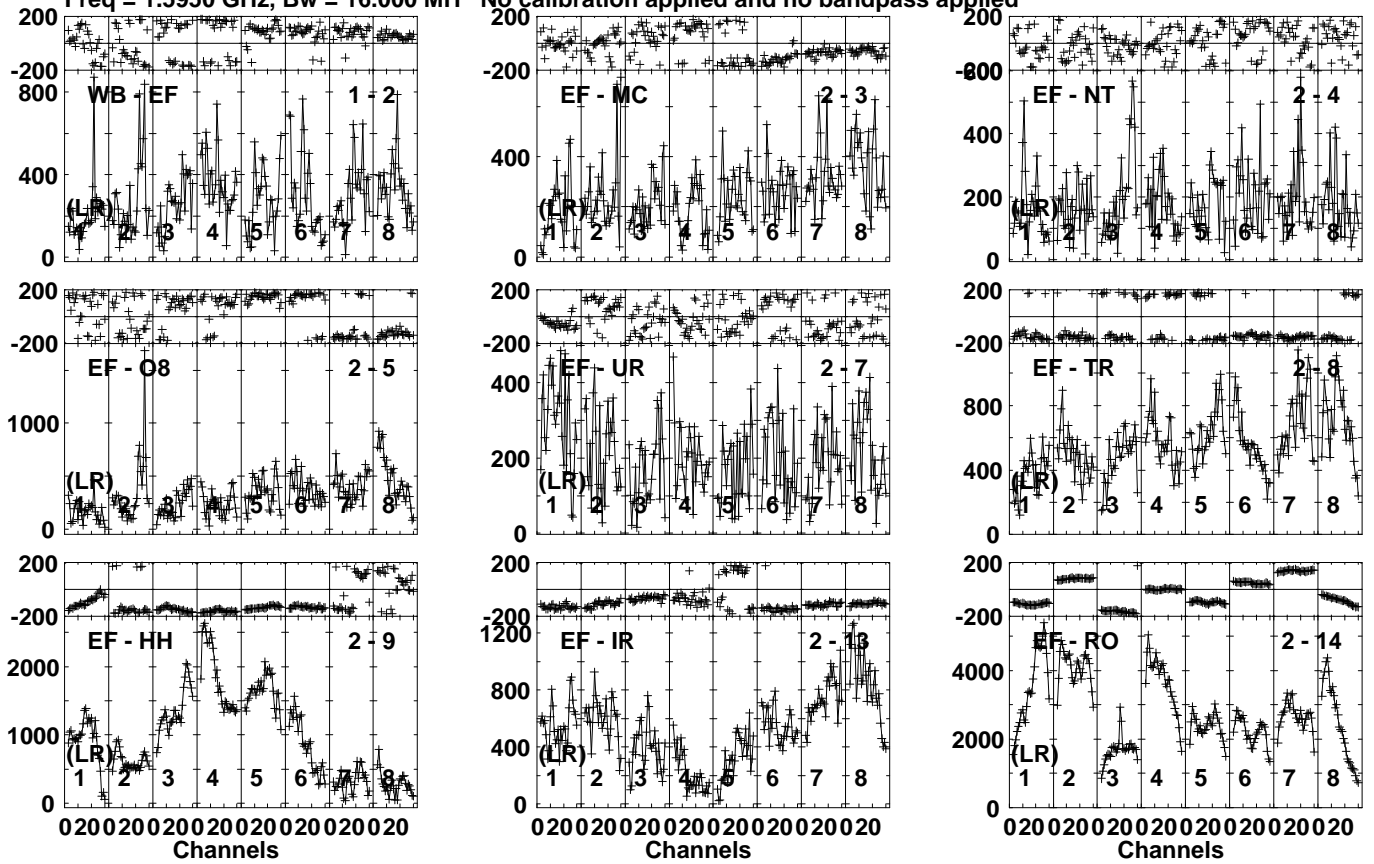 Freq = 1.5950 GHz, Bw = 16.000 MH No calibration applied and no bandpass applied
200
-200
800
400
0
WB - EF 1 - 2
(LR)
1 2 3 4 5 6 7 8
200
-200
400
0
EF - MC 2 - 3
(LR)
1 2 3 4 5 6 7 8
200
-200
600
400
200
0
EF - NT 2 - 4
(LR)
1 2 3 4 5 6 7 8
200
-200
1000
0
EF - O8 2 - 5
(LR)
1 2 3 4 5 6 7 8
200
-200
400
200
0
EF - UR 2 - 7
(LR)
1 2 3 4 5 6 7 8
200
-200
800
400
0
EF - TR 2 - 8
(LR)
1 2 3 4 5 6 7 8
200
-200
2000
1000
0
EF - HH 2 - 9
(LR)
1 2 3 4 5 6 7 8
200
-200
1200
800
400
0
EF - IR 2 - 13
(LR)
1 2 3 4 5 6 7 8
200
-200
4000
2000
0
EF - RO 2 - 14
(LR)
1 2 3 4 5 6 7 8
0 20 0 20 0 20 0 20 0 20 0 20 0 20 0 20
Channels
0 20 0 20 0 20 0 20 0 20 0 20 0 20 0 20
Channels
0 20 0 20 0 20 0 20 0 20 0 20 0 20 0 20
Channels